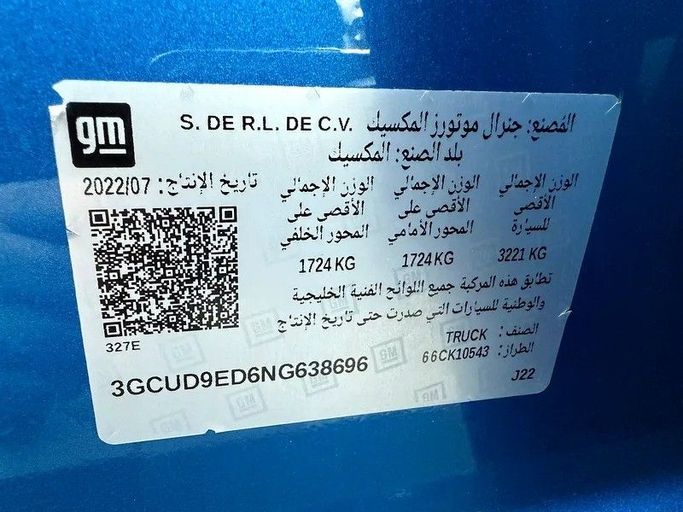 gm
المُصنع: جنرال موتورز المكسيك S. DE R.L. DE C.V.
بلد الصنع: المكسيك
تاريخ الإنتاج: 2022/07
الوزن الإجمالي الأقصى للسيارة
3221 KG
الوزن الإجمالي الأقصى على المحور الأمامي
1724 KG
الوزن الإجمالي الأقصى على المحور الخلفي
1724 KG
تطابق هذه المركبة جميع اللوائح الفنية الخليجية
والوطنية للسيارات التي صدرت حتى تاريخ الإنتاج
الصنف: TRUCK
الطراز: 66CK10543
327E
3GCUD9ED6NG638696
J22